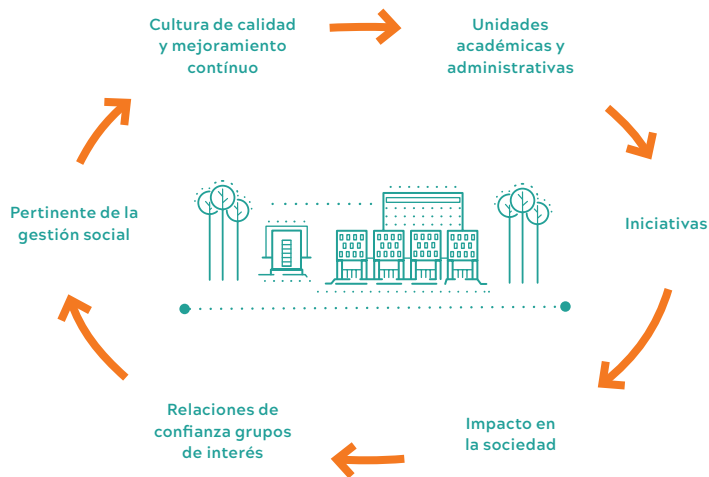 Cultura de calidad
y mejoramiento
contínuo
Unidades
académicas y
administrativas
Iniciativas
Impacto en
la sociedad
Relaciones de
confianza grupos
de interés
Pertinente de la
gestión social